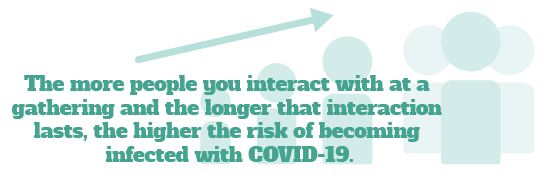 The more people you interact with at a
gathering and the longer that interaction
lasts, the higher the risk of becoming
infected with COVID-19.